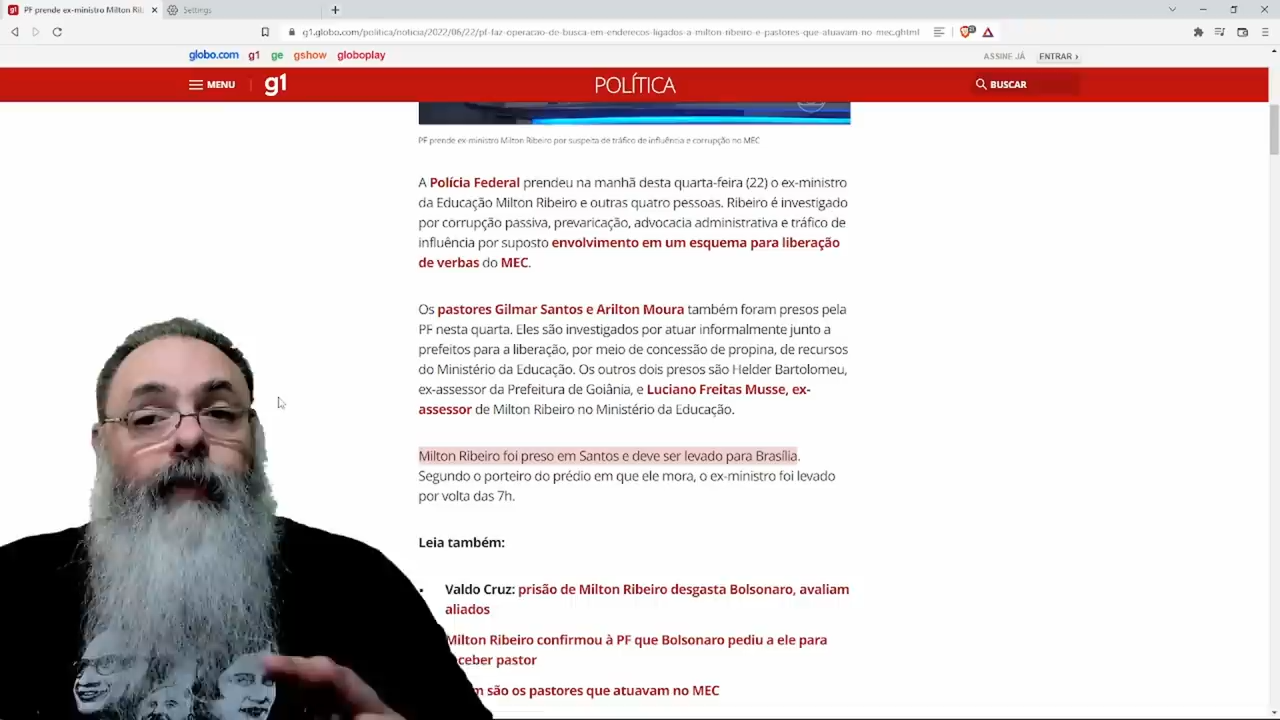 PF prende ex-ministro Milton Rib
Settings
g1.globo.com/politica/noticia/2022/06/22/pf-faz-operacao-de-busca-em-enderecos-ligados-a-milton-ribeiro-e-pastores-que-atuavam-no-mec.ghtml
globo.com g1 ge gshow globoplay
ASSINE JÁ ENTRAR ›
MENU g1 POLÍTICA BUSCAR
PF prende ex-ministro Milton Ribeiro por suspeita de tráfico de influência e corrupção no MEC
A Polícia Federal prendeu na manhã desta quarta-feira (22) o ex-ministro
da Educação Milton Ribeiro e outras quatro pessoas. Ribeiro é investigado
por corrupção passiva, prevaricação, advocacia administrativa e tráfico de
influência por suposto envolvimento em um esquema para liberação
de verbas do MEC.
Os pastores Gilmar Santos e Arilton Moura também foram presos pela
PF nesta quarta. Eles são investigados por atuar informalmente junto a
prefeitos para a liberação, por meio de concessão de propina, de recursos
do Ministério da Educação. Os outros dois presos são Helder Bartolomeu,
ex-assessor da Prefeitura de Goiânia, e Luciano Freitas Musse, ex-
assessor de Milton Ribeiro no Ministério da Educação.
Milton Ribeiro foi preso em Santos e deve ser levado para Brasília.
Segundo o porteiro do prédio em que ele mora, o ex-ministro foi levado
por volta das 7h.
Leia também:
Valdo Cruz: prisão de Milton Ribeiro desgasta Bolsonaro, avaliam
aliados
Milton Ribeiro confirmou à PF que Bolsonaro pediu a ele para
eceber pastor
m são os pastores que atuavam no MEC